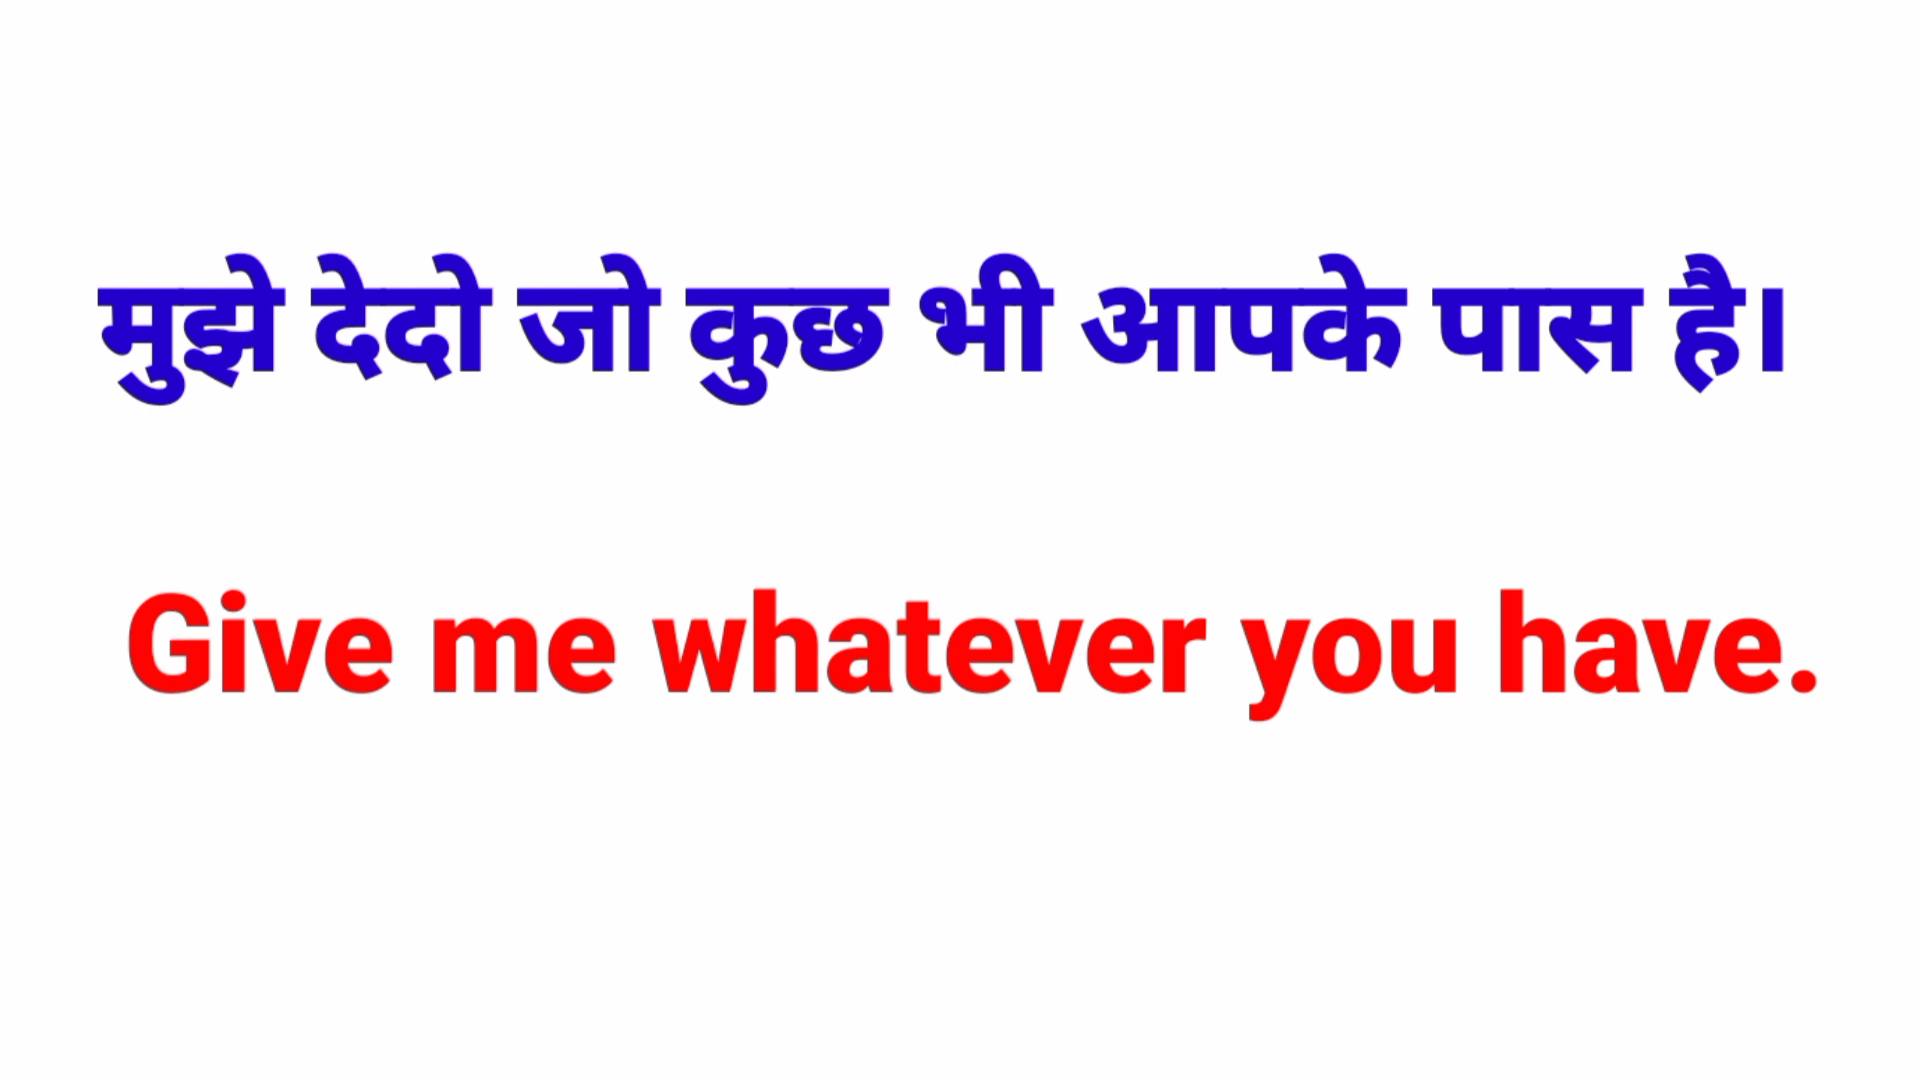 मुझे देदो जो कुछ भी आपके पास है।
Give me whatever you have.